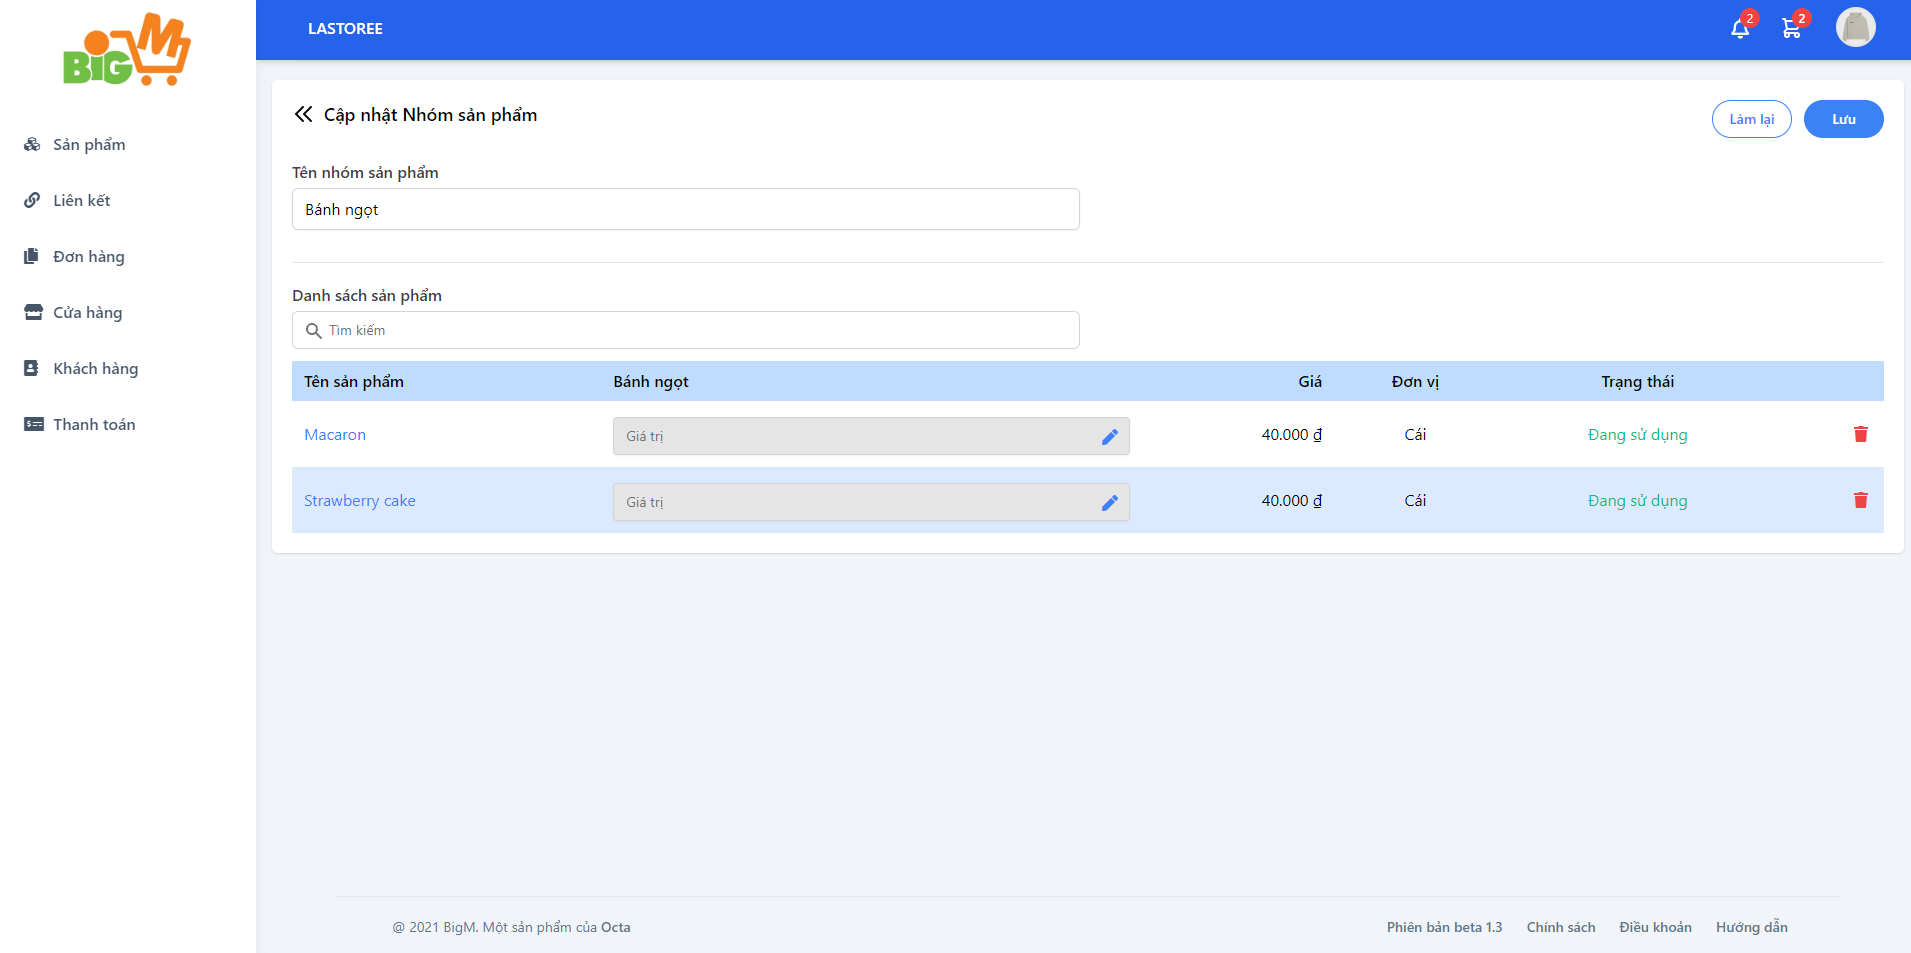 BiG M
LASTOREE
2
2
Sản phẩm
Liên kết
Đơn hàng
Cửa hàng
Khách hàng
Thanh toán
Cập nhật Nhóm sản phẩm
Làm lại
Lưu
Tên nhóm sản phẩm
Bánh ngọt
Danh sách sản phẩm
Tìm kiếm
Tên sản phẩm Bánh ngọt Giá Đơn vị Trạng thái
Macaron Giá trị 40.000 ₫ Cái Đang sử dụng
Strawberry cake Giá trị 40.000 ₫ Cái Đang sử dụng
@ 2021 BigM. Một sản phẩm của Octa
Phiên bản beta 1.3 Chính sách Điều khoản Hướng dẫn